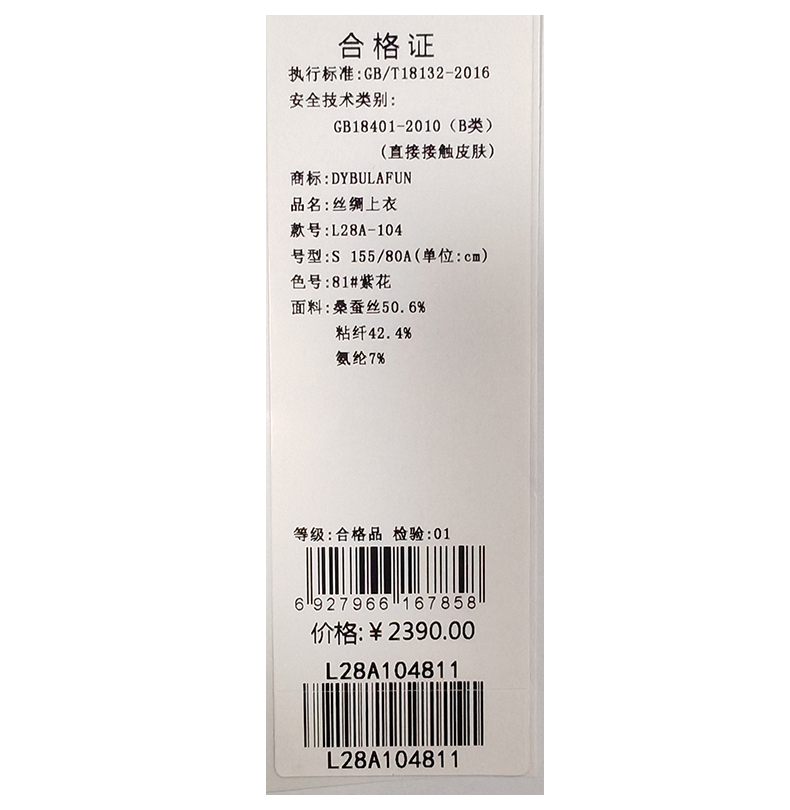 合格证
执行标准:GB/T18132-2016
安全技术类别:
GB18401-2010（B类）
(直接接触皮肤)
商标:DYBULAFUN
品名:丝绸上衣
款号:L28A-104
号型:S 155/80A(单位:cm)
色号:81#紫花
面料:桑蚕丝50.6%
粘纤42.4%
氨纶7%
等级:合格品 检验:01
6 927966 167858
价格:￥2390.00
L28A104811
L28A104811